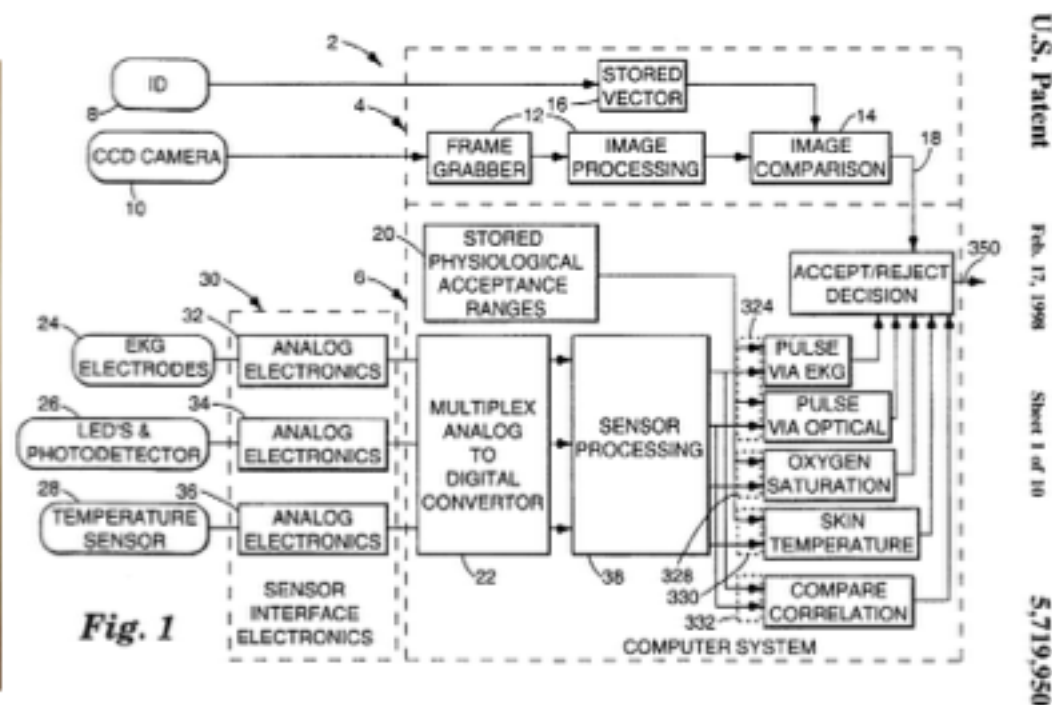 2
ID
8
STORED
VECTOR
16
4
12
14
18
CCD CAMERA
10
FRAME
GRABBER
IMAGE
PROCESSING
IMAGE
COMPARISON
20
STORED
PHYSIOLOGICAL
ACCEPTANCE
RANGES
ACCEPT/REJECT
DECISION
350
30
6
324
24
EKG
ELECTRODES
32
ANALOG
ELECTRONICS
PULSE
VIA EKG
26
LED'S &
PHOTODETECTOR
34
ANALOG
ELECTRONICS
MULTIPLEX
ANALOG
TO
DIGITAL
CONVERTOR
22
SENSOR
PROCESSING
38
PULSE
VIA OPTICAL
OXYGEN
SATURATION
28
TEMPERATURE
SENSOR
36
ANALOG
ELECTRONICS
SKIN
TEMPERATURE
328
330
332
COMPARE
CORRELATION
SENSOR
INTERFACE
ELECTRONICS
COMPUTER SYSTEM
Fig. 1
U.S. Patent
Feb. 17, 1998
Sheet 1 of 10
5,719,950